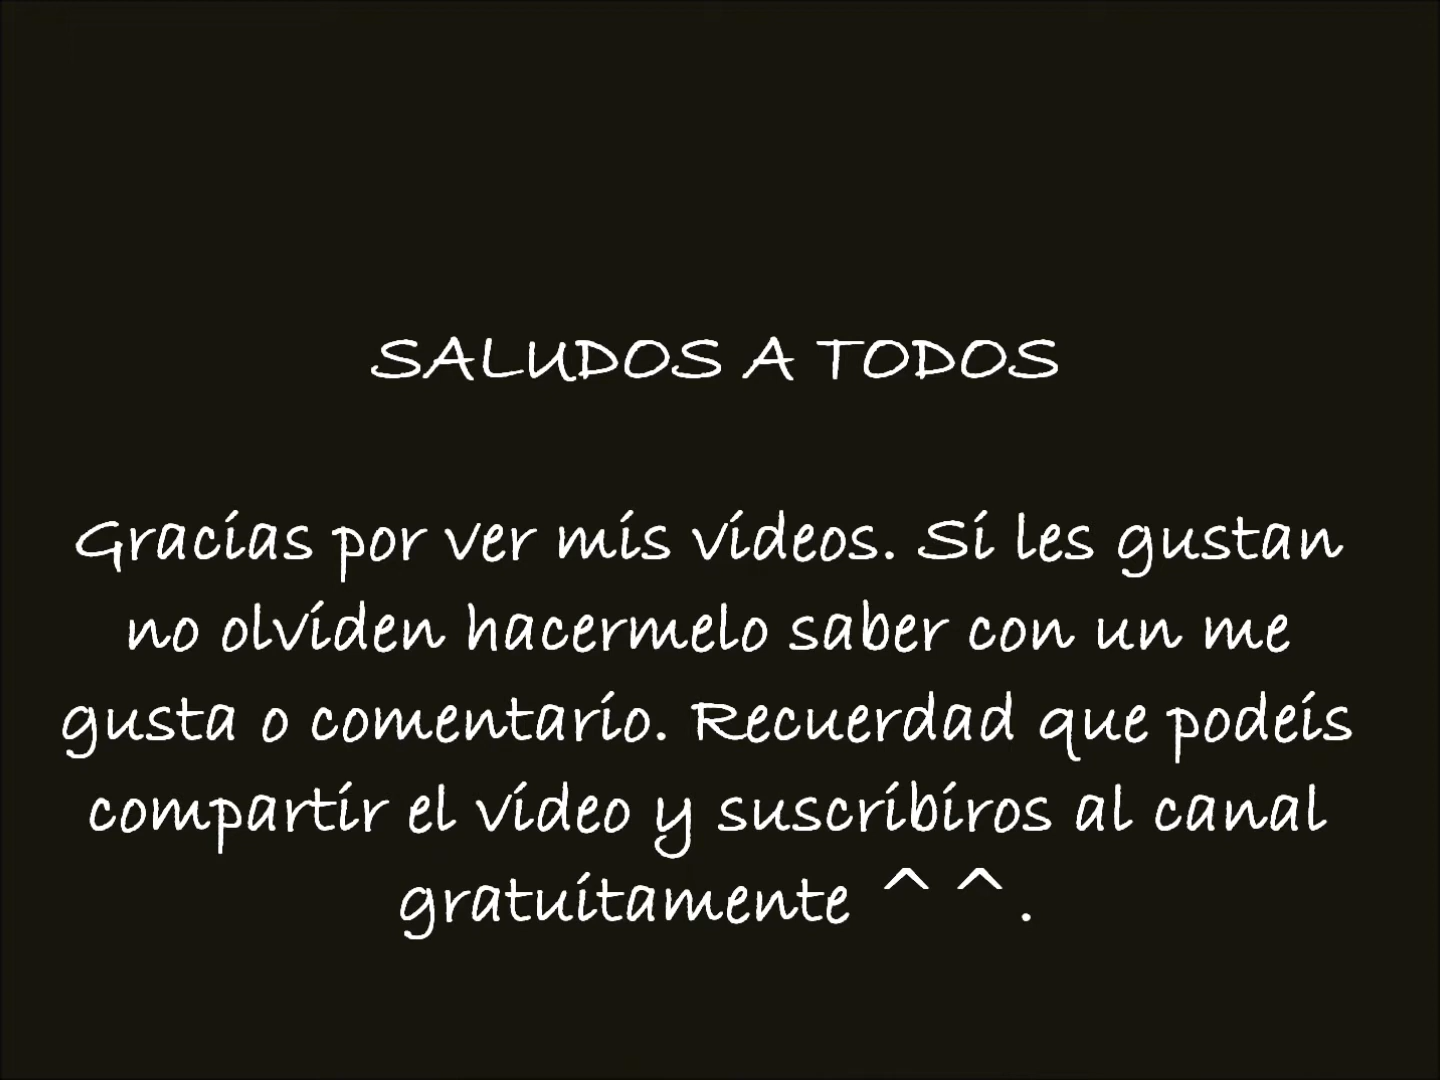 SALUDOS A TODOS
Gracias por ver mis videos. Si les gustan
no olviden hacermelo saber con un me
gusta o comentario. Recuerdad que podeis
compartir el video y suscribiros al canal
gratuitamente ^ ^.